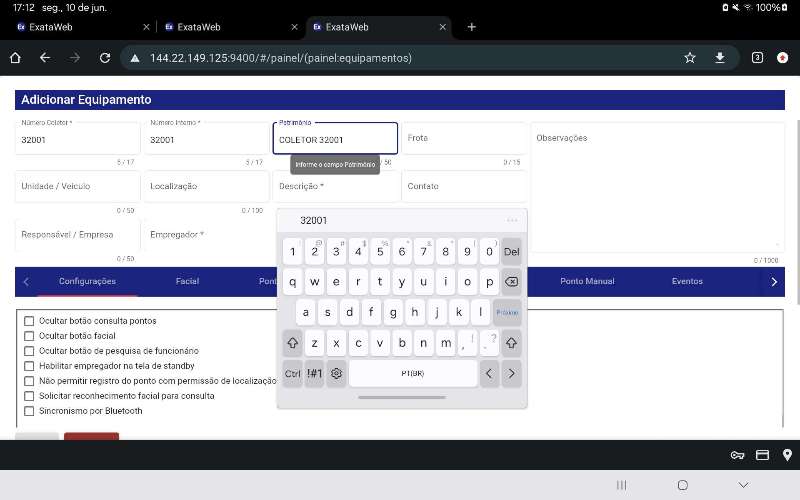 17:12 seg., 10 de jun. 100%
ExataWeb ExataWeb ExataWeb
144.22.149.125:9400/#/painel/(painel:equipamentos) 3
Adicionar Equipamento
Número Coletor * Número Interno * Patrimônio
32001 32001 COLETOR 32001 Frota Observações
5 / 17 5 / 17 / 50 0 / 15
Informe o campo Patrimônio
Unidade / Veículo Localização Descrição * Contato
0 / 50 0 / 100
Responsável / Empresa Empregador *
0 / 50 0 / 1000
Configurações Facial Pont Ponto Manual Eventos
Ocultar botão consulta pontos
Ocultar botão facial
Ocultar botão de pesquisa de funcionário
Habilitar empregador na tela de standby
Não permitir registro do ponto com permissão de localização
Solicitar reconhecimento facial para consulta
Sincronismo por Bluetooth
32001 ...
1 2 3 4 5 6 7 8 9 0 Del
q w e r t y u i o p
a s d f g h j k l Próximo
z x c v b n m , ! . ?
Ctrl !#1 PT(BR) < >